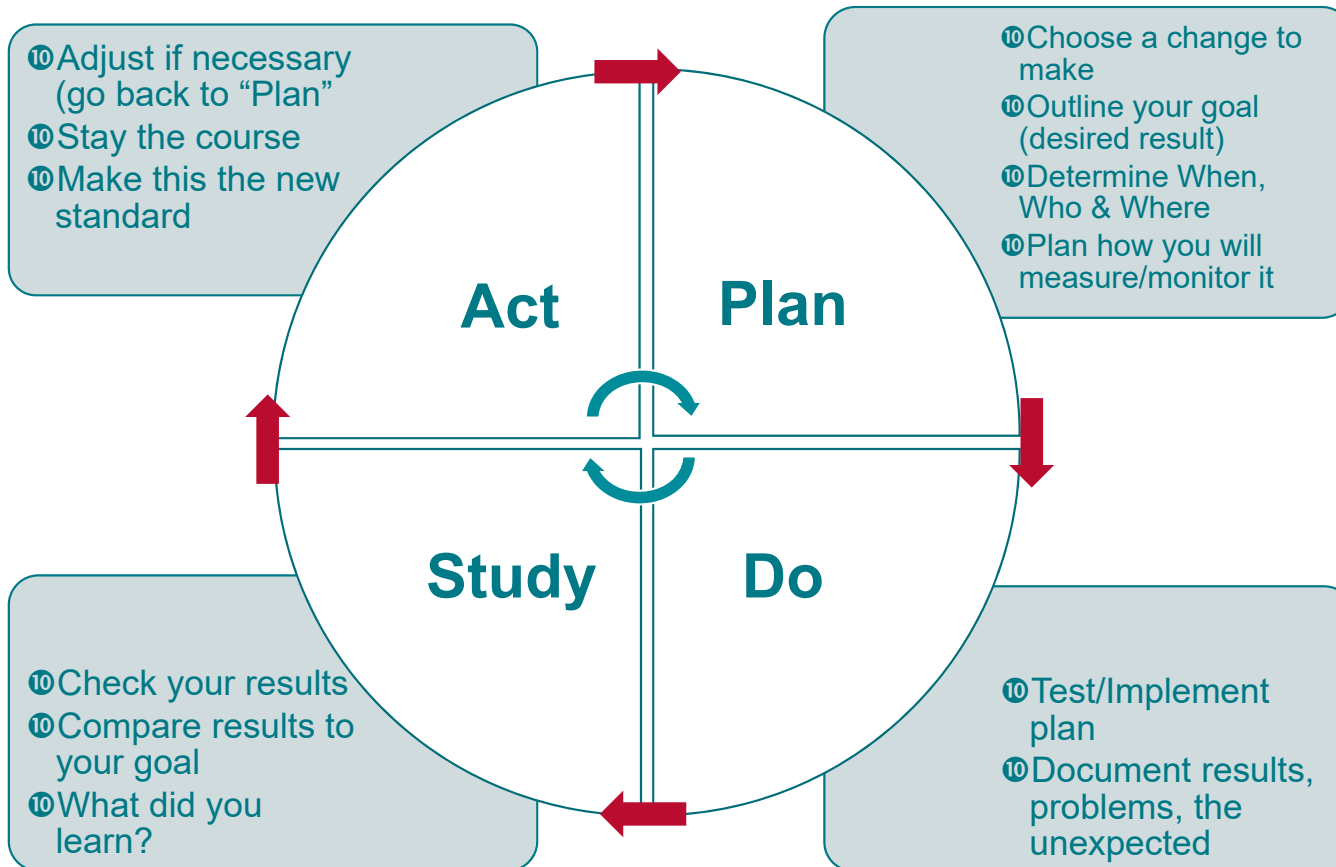 ❿Adjust if necessary
(go back to “Plan”
❿Stay the course
❿Make this the new
standard
❿Choose a change to
make
❿Outline your goal
(desired result)
❿Determine When,
Who & Where
❿Plan how you will
measure/monitor it
Act
Plan
Study
Do
❿Check your results
❿Compare results to
your goal
❿What did you
learn?
❿Test/Implement
plan
❿Document results,
problems, the
unexpected